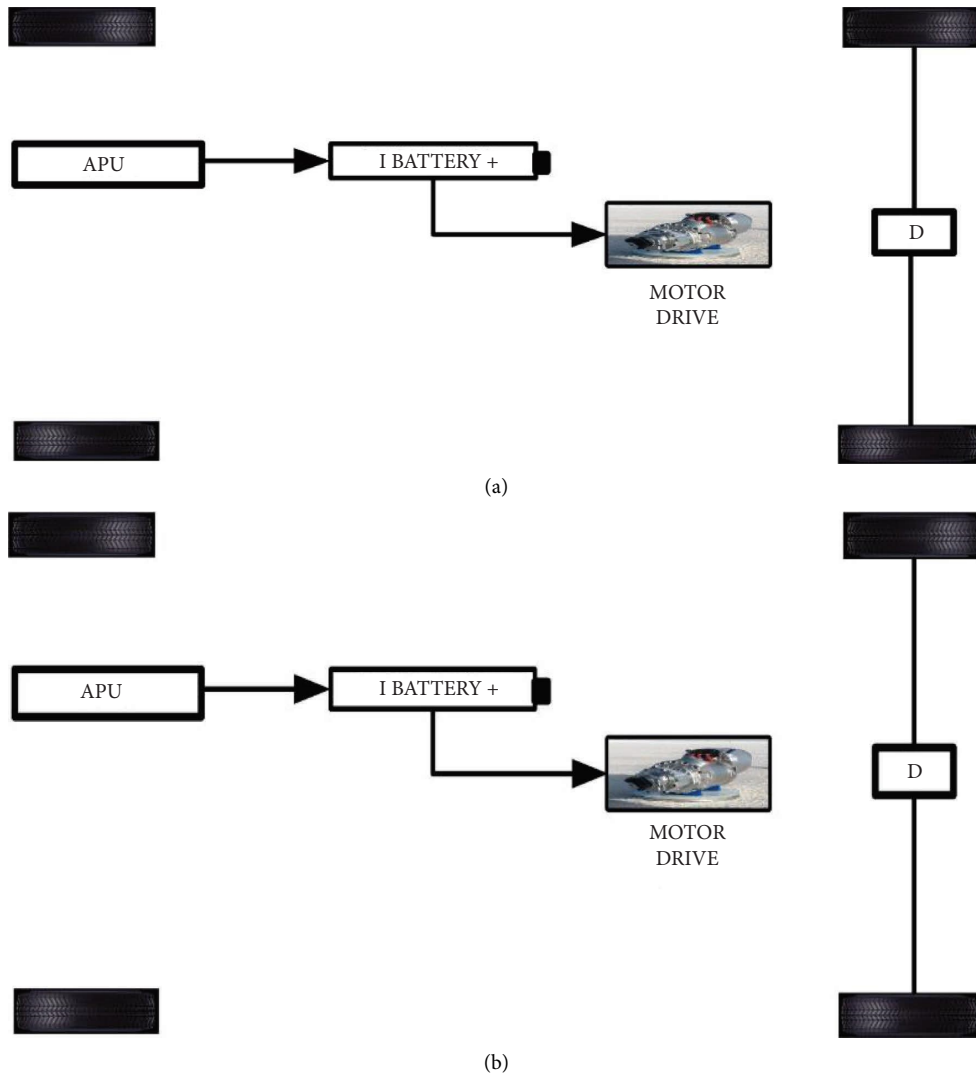 APU
I BATTERY +
D
MOTOR
DRIVE
(a)
APU
I BATTERY +
D
MOTOR
DRIVE
(b)